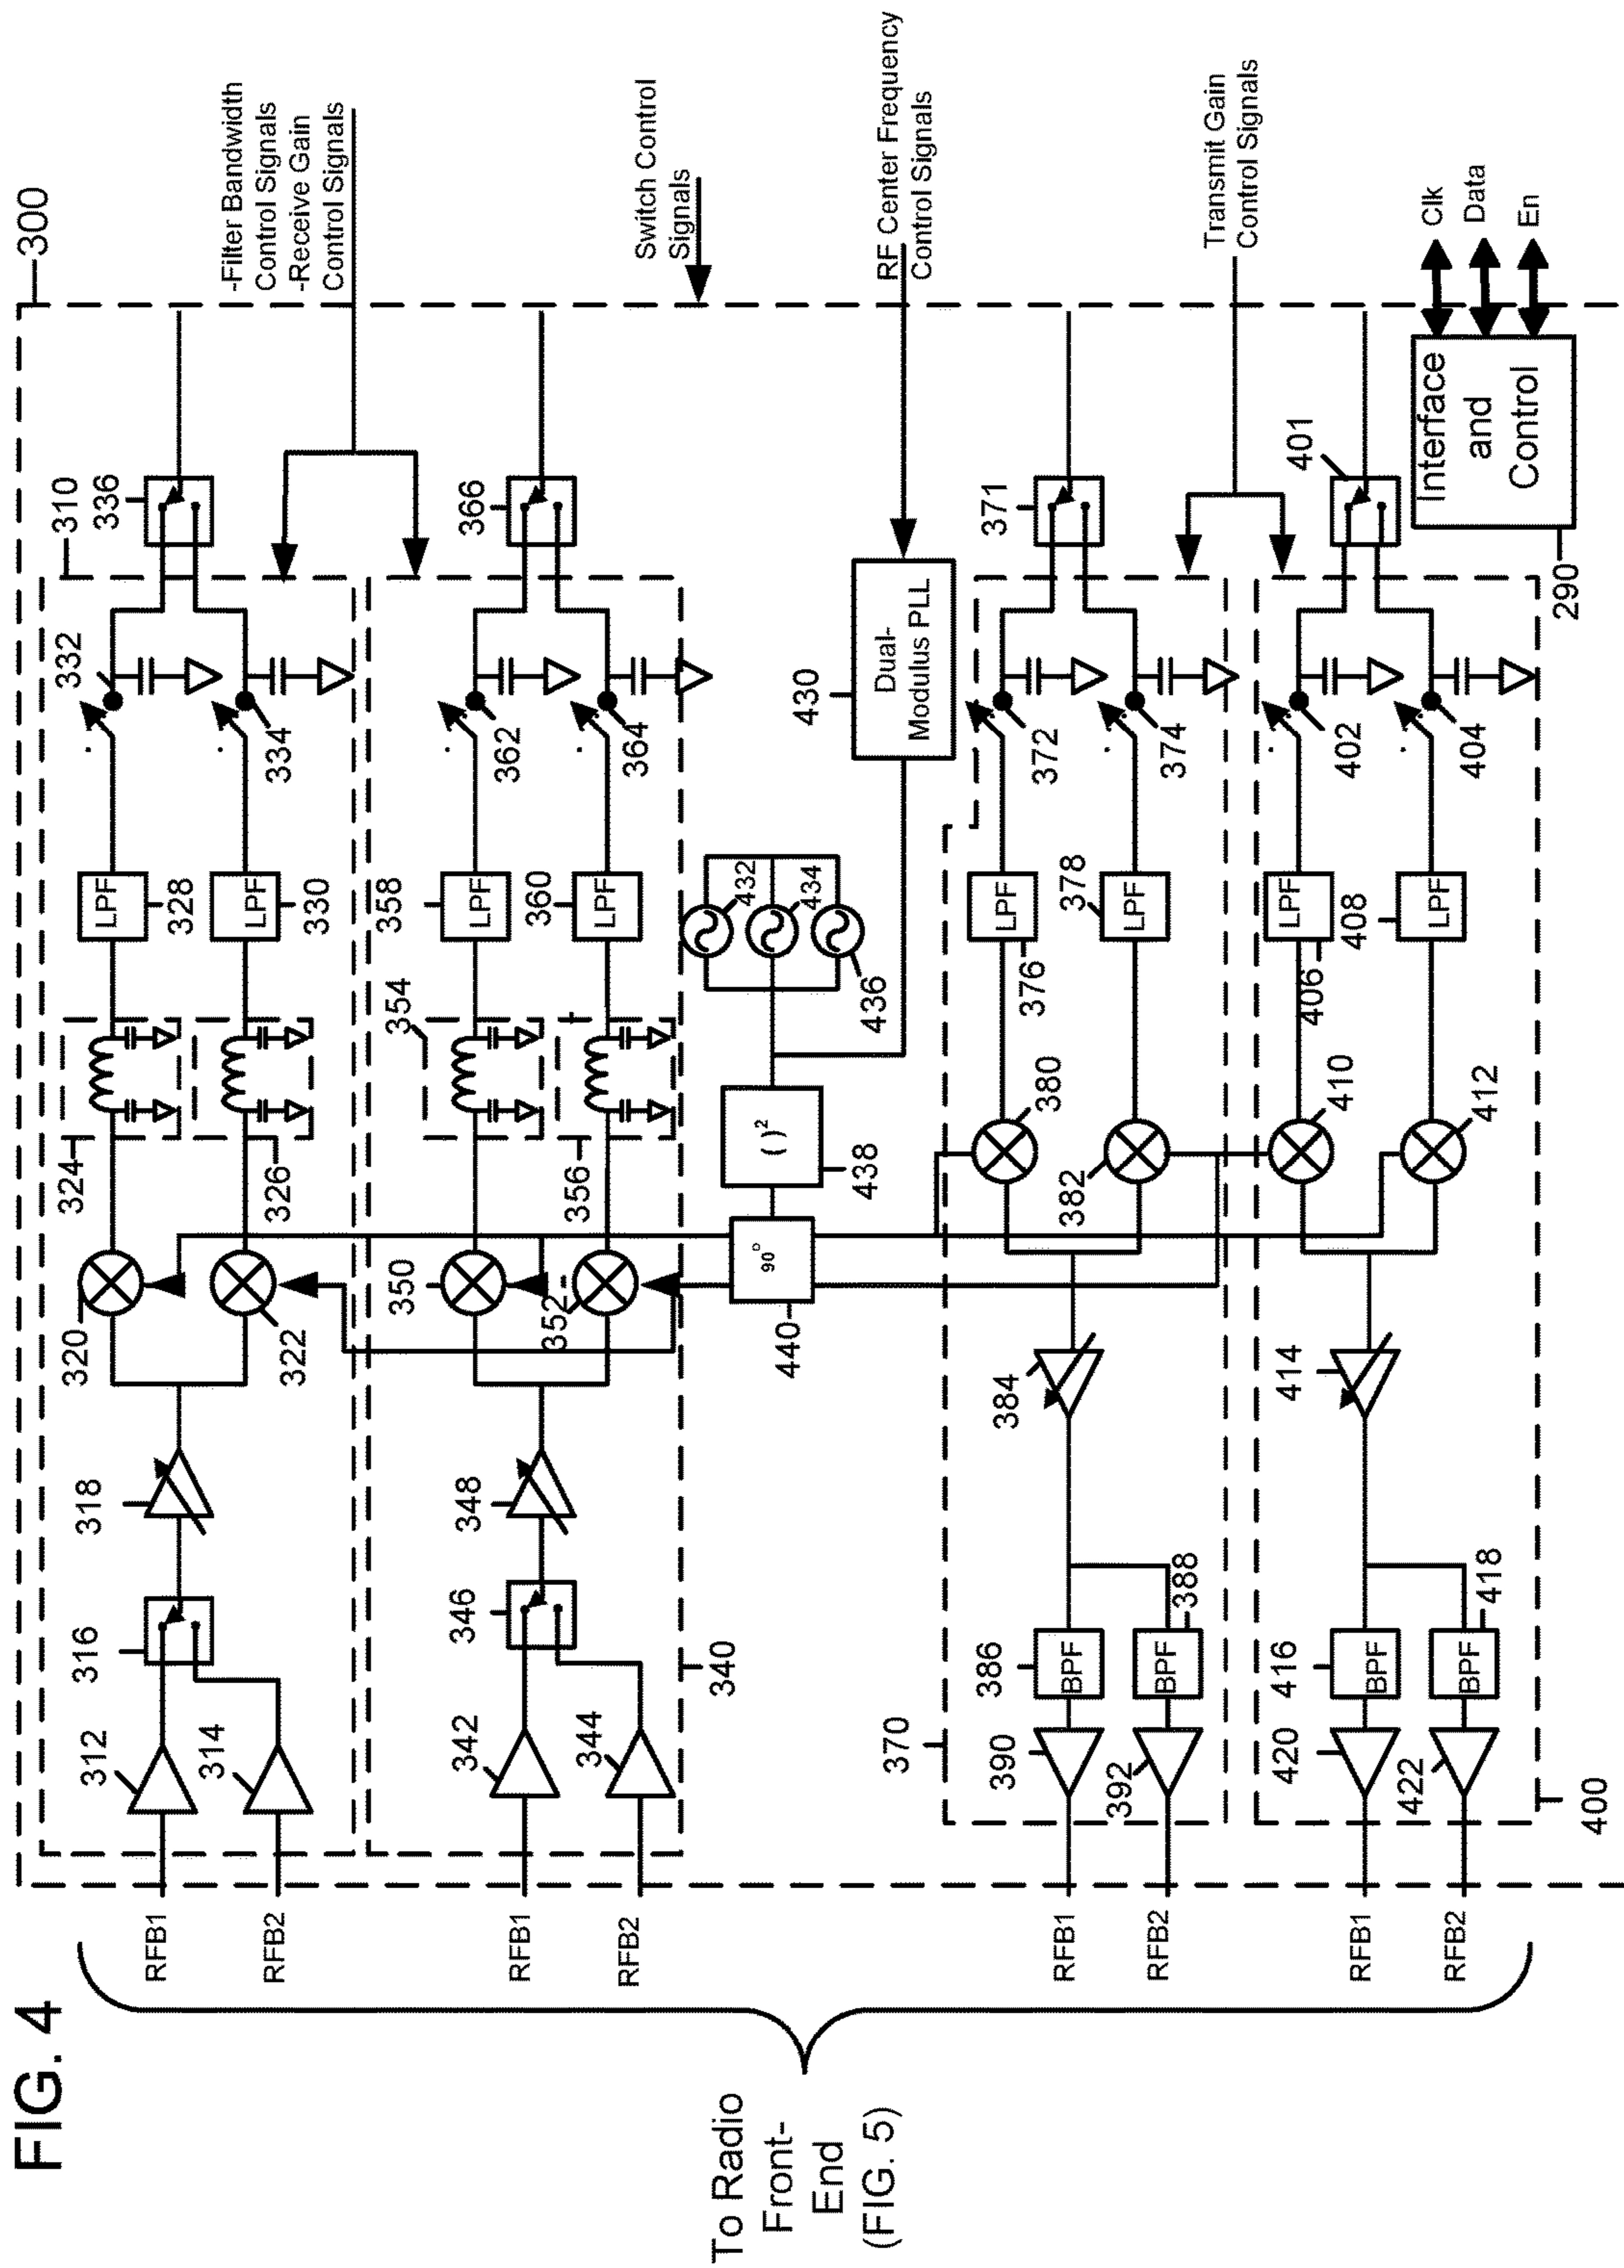 FIG. 4
300
To Radio
Front-
End
(FIG. 5)
RFB1
RFB2
312
314
316
318
320
322
324
326
LPF
328
LPF
330
332
334
310
336
-Filter Bandwidth
Control Signals
-Receive Gain
Control Signals
RFB1
RFB2
342
344
346
348
340
350
352
354
356
358
LPF
360
LPF
362
364
366
Switch Control
Signals
440
90°
( )²
438
432
434
436
430
Dual-
Modulus PLL
RF Center Frequency
Control Signals
RFB1
RFB2
370
390
392
386
BPF
BPF
388
384
380
382
LPF
376
378
LPF
372
374
371
Transmit Gain
Control Signals
RFB1
RFB2
420
422
416
BPF
BPF
418
414
410
412
LPF
406
408
LPF
402
404
401
400
290
Interface
and
Control
Clk
Data
En